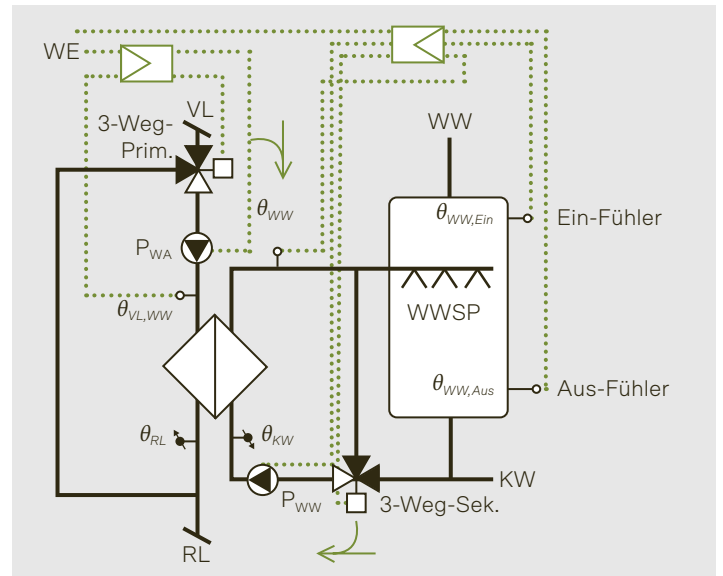 WE
VL
3-Weg-
Prim.
WW
θWW
θWW,Ein
Ein-Fühler
PWA
WWSP
θVL,WW
θWW,Aus
Aus-Fühler
θRL
θKW
KW
PWW
3-Weg-Sek.
RL